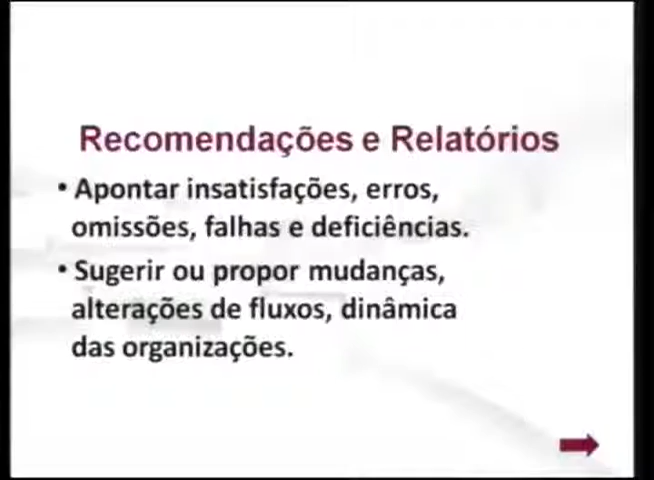 Recomendações e Relatórios
• Apontar insatisfações, erros,
omissões, falhas e deficiências.
• Sugerir ou propor mudanças,
alterações de fluxos, dinâmica
das organizações.